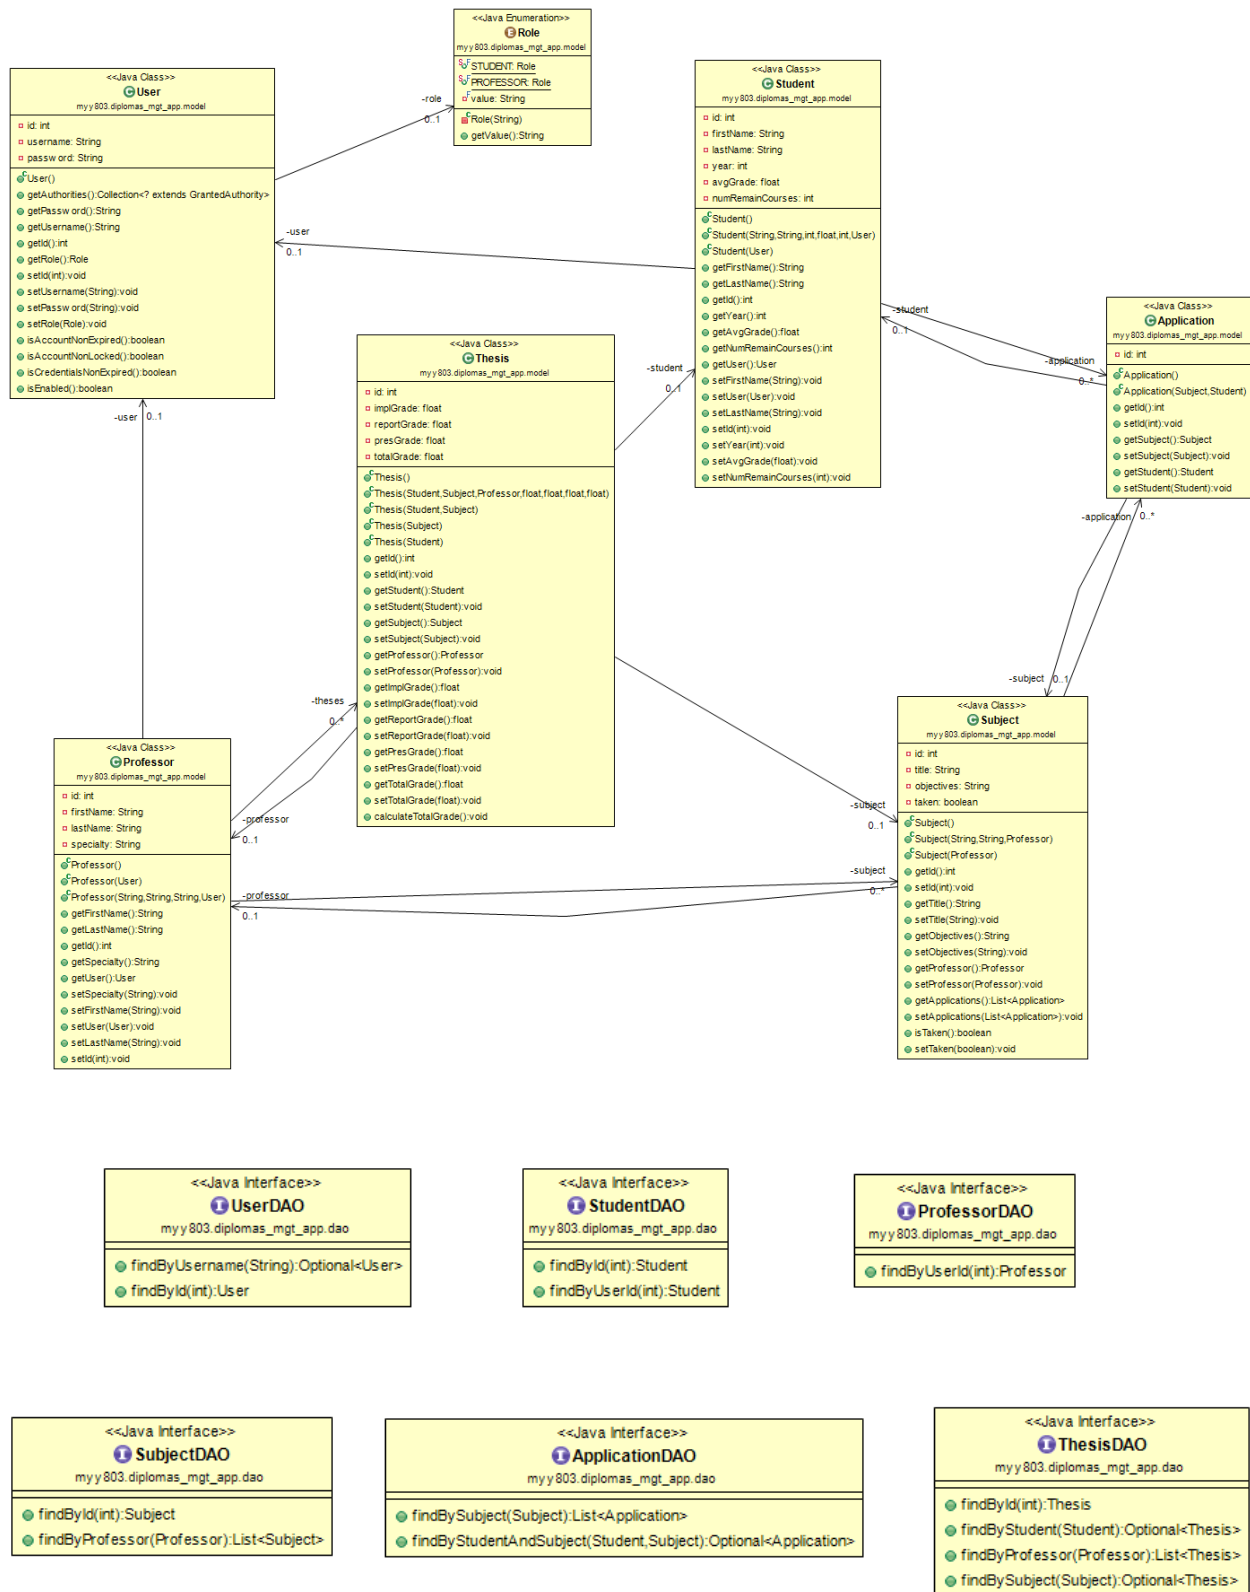 <<Java Enumeration>>
Role
myy803.diplomas_mgt_app.model
STUDENT: Role
PROFESSOR: Role
value: String
Role(String)
getValue():String
<<Java Class>>
User
myy803.diplomas_mgt_app.model
id: int
username: String
password: String
User()
getAuthorities():Collection<? extends GrantedAuthority>
getPassword():String
getUsername():String
getId():int
getRole():Role
setId(int):void
setUsername(String):void
setPassword(String):void
setRole(Role):void
isAccountNonExpired():boolean
isAccountNonLocked():boolean
isCredentialsNonExpired():boolean
isEnabled():boolean
-role
0..1
<<Java Class>>
Student
myy803.diplomas_mgt_app.model
id: int
firstName: String
lastName: String
year: int
avgGrade: float
numRemainCourses: int
Student()
Student(String,String,int,float,int,User)
Student(User)
getFirstName():String
getLastName():String
getId():int
getYear():int
getAvgGrade():float
getNumRemainCourses():int
getUser():User
setFirstName(String):void
setUser(User):void
setLastName(String):void
setId(int):void
setYear(int):void
setAvgGrade(float):void
setNumRemainCourses(int):void
-user
0..1
<<Java Class>>
Application
myy803.diplomas_mgt_app.model
id: int
Application()
Application(Subject,Student)
getId():int
setId(int):void
getSubject():Subject
setSubject(Subject):void
getStudent():Student
setStudent(Student):void
-student
0..1
-application
0..*
<<Java Class>>
Thesis
myy803.diplomas_mgt_app.model
id: int
implGrade: float
reportGrade: float
presGrade: float
totalGrade: float
Thesis()
Thesis(Student,Subject,Professor,float,float,float,float)
Thesis(Student,Subject)
Thesis(Subject)
Thesis(Student)
getId():int
setId(int):void
getStudent():Student
setStudent(Student):void
getSubject():Subject
setSubject(Subject):void
getProfessor():Professor
setProfessor(Professor):void
getImplGrade():float
setImplGrade(float):void
getReportGrade():float
setReportGrade(float):void
getPresGrade():float
setPresGrade(float):void
getTotalGrade():float
setTotalGrade(float):void
calculateTotalGrade():void
-student
0..1
-user
0..1
-application
0..*
-subject
0..1
-theses
0..*
-professor
0..1
-subject
0..1
<<Java Class>>
Professor
myy803.diplomas_mgt_app.model
id: int
firstName: String
lastName: String
specialty: String
Professor()
Professor(User)
Professor(String,String,String,User)
getFirstName():String
getLastName():String
getId():int
getSpecialty():String
getUser():User
setSpecialty(String):void
setFirstName(String):void
setUser(User):void
setLastName(String):void
setId(int):void
-professor
0..1
-subject
0..*
<<Java Class>>
Subject
myy803.diplomas_mgt_app.model
id: int
title: String
objectives: String
taken: boolean
Subject()
Subject(String,String,Professor)
Subject(Professor)
getId():int
setId(int):void
getTitle():String
setTitle(String):void
getObjectives():String
setObjectives(String):void
getProfessor():Professor
setProfessor(Professor):void
getApplications():List<Application>
setApplications(List<Application>):void
isTaken():boolean
setTaken(boolean):void
<<Java Interface>>
UserDAO
myy803.diplomas_mgt_app.dao
findByUsername(String):Optional<User>
findById(int):User
<<Java Interface>>
StudentDAO
myy803.diplomas_mgt_app.dao
findById(int):Student
findByUserId(int):Student
<<Java Interface>>
ProfessorDAO
myy803.diplomas_mgt_app.dao
findByUserId(int):Professor
<<Java Interface>>
SubjectDAO
myy803.diplomas_mgt_app.dao
findById(int):Subject
findByProfessor(Professor):List<Subject>
<<Java Interface>>
ApplicationDAO
myy803.diplomas_mgt_app.dao
findBySubject(Subject):List<Application>
findByStudentAndSubject(Student,Subject):Optional<Application>
<<Java Interface>>
ThesisDAO
myy803.diplomas_mgt_app.dao
findById(int):Thesis
findByStudent(Student):Optional<Thesis>
findByProfessor(Professor):List<Thesis>
findBySubject(Subject):Optional<Thesis>